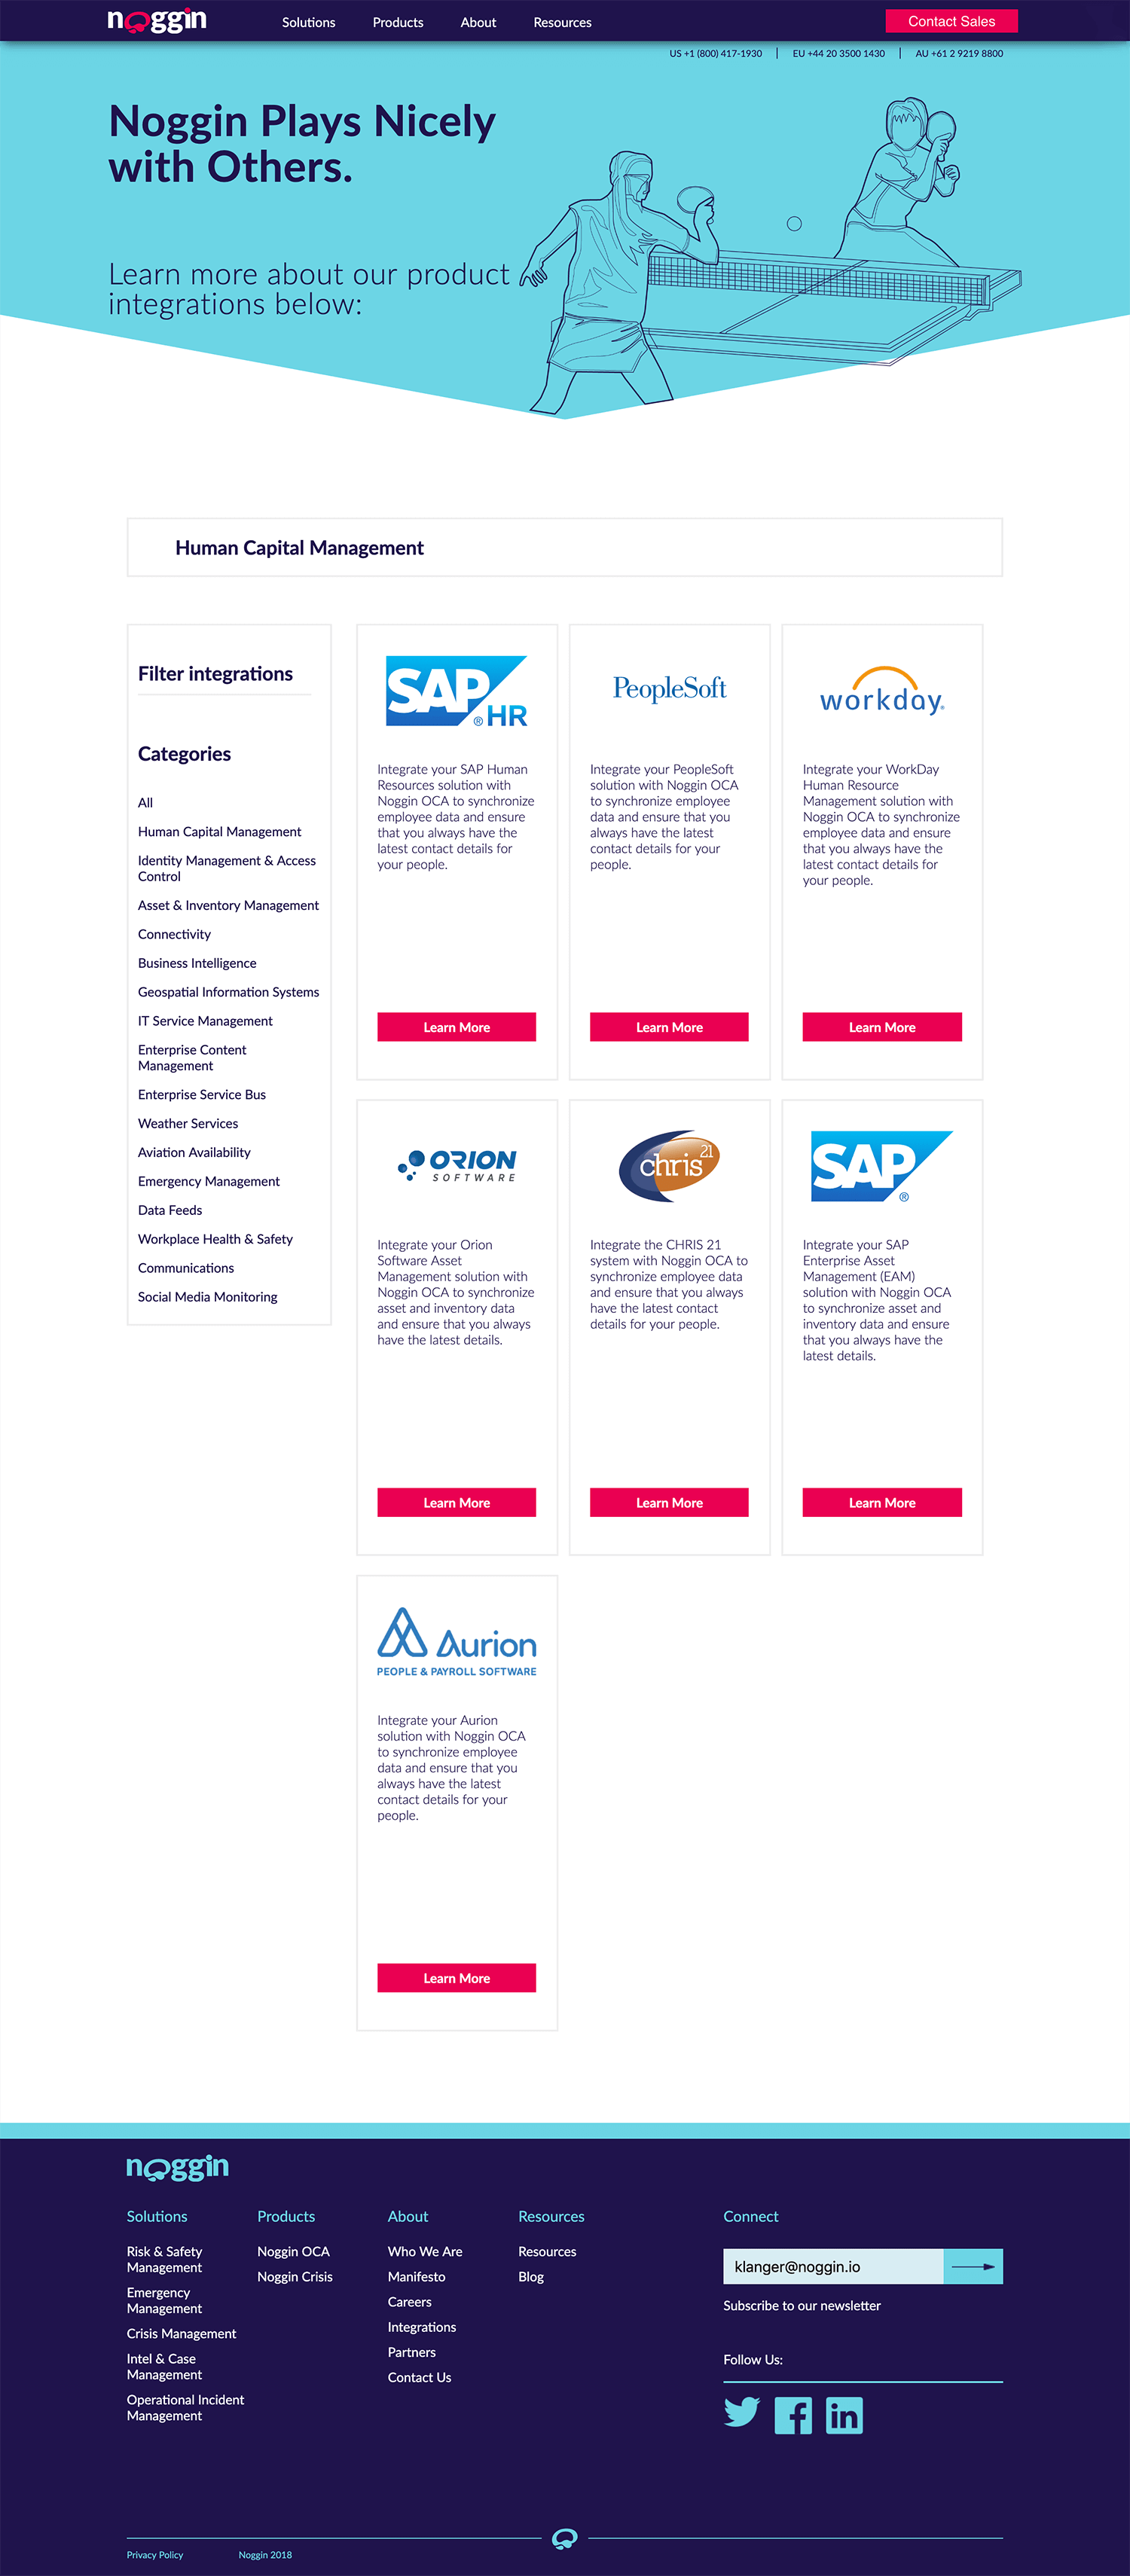 noggin
Solutions
Products
About
Resources
Contact Sales
US +1 (800) 417-1930
EU +44 20 3500 1430
AU +61 2 9219 8800
Noggin Plays Nicely
with Others.
Learn more about our product
integrations below:
Human Capital Management
Filter integrations
Categories
All
Human Capital Management
Identity Management & Access
Control
Asset & Inventory Management
Connectivity
Business Intelligence
Geospatial Information Systems
IT Service Management
Enterprise Content
Management
Enterprise Service Bus
Weather Services
Aviation Availability
Emergency Management
Data Feeds
Workplace Health & Safety
Communications
Social Media Monitoring
SAP® HR
Integrate your SAP Human
Resources solution with
Noggin OCA to synchronize
employee data and ensure
that you always have the
latest contact details for
your people.
Learn More
PeopleSoft
Integrate your PeopleSoft
solution with Noggin OCA
to synchronize employee
data and ensure that you
always have the latest
contact details for your
people.
Learn More
workday®
Integrate your WorkDay
Human Resource
Management solution with
Noggin OCA to synchronize
employee data and ensure
that you always have the
latest contact details for
your people.
Learn More
ORION
SOFTWARE
Integrate your Orion
Software Asset
Management solution with
Noggin OCA to synchronize
asset and inventory data
and ensure that you always
have the latest details.
Learn More
chris 21
Integrate the CHRIS 21
system with Noggin OCA to
synchronize employee data
and ensure that you always
have the latest contact
details for your people.
Learn More
SAP®
Integrate your SAP
Enterprise Asset
Management (EAM)
solution with Noggin OCA
to synchronize asset and
inventory data and ensure
that you always have the
latest details.
Learn More
Aurion
PEOPLE & PAYROLL SOFTWARE
Integrate your Aurion
solution with Noggin OCA
to synchronize employee
data and ensure that you
always have the latest
contact details for your
people.
Learn More
noggin
Solutions
Risk & Safety
Management
Emergency
Management
Crisis Management
Intel & Case
Management
Operational Incident
Management
Products
Noggin OCA
Noggin Crisis
About
Who We Are
Manifesto
Careers
Integrations
Partners
Contact Us
Resources
Resources
Blog
Connect
klanger@noggin.io
Subscribe to our newsletter
Follow Us:
Privacy Policy
Noggin 2018